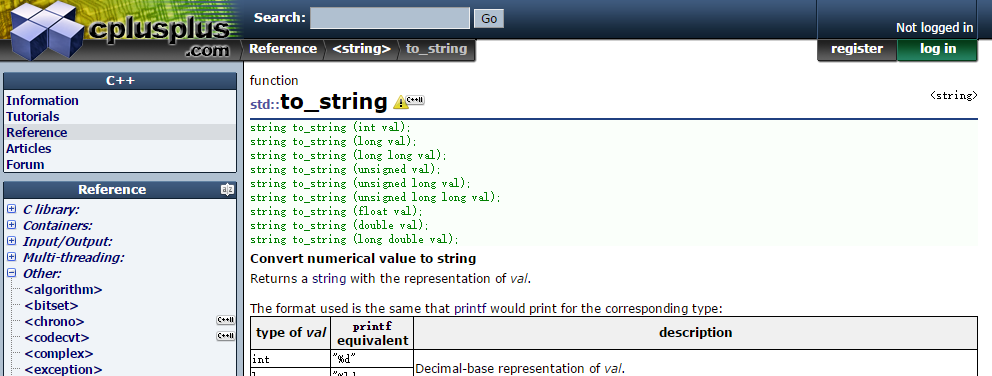 cplusplus
.com
Search:
Go
Not logged in
Reference <string> to_string
register
log in
C++
Information
Tutorials
Reference
Articles
Forum
Reference
C library:
Containers:
Input/Output:
Multi-threading:
Other:
<algorithm>
<bitset>
<chrono>
<codecvt>
<complex>
<exception>
function
std::to_string
C++11
<string>
string to_string (int val);
string to_string (long val);
string to_string (long long val);
string to_string (unsigned val);
string to_string (unsigned long val);
string to_string (unsigned long long val);
string to_string (float val);
string to_string (double val);
string to_string (long double val);
Convert numerical value to string
Returns a string with the representation of val.
The format used is the same that printf would print for the corresponding type:
type of val
printf
equivalent
description
int
"%d"
Decimal-base representation of val.